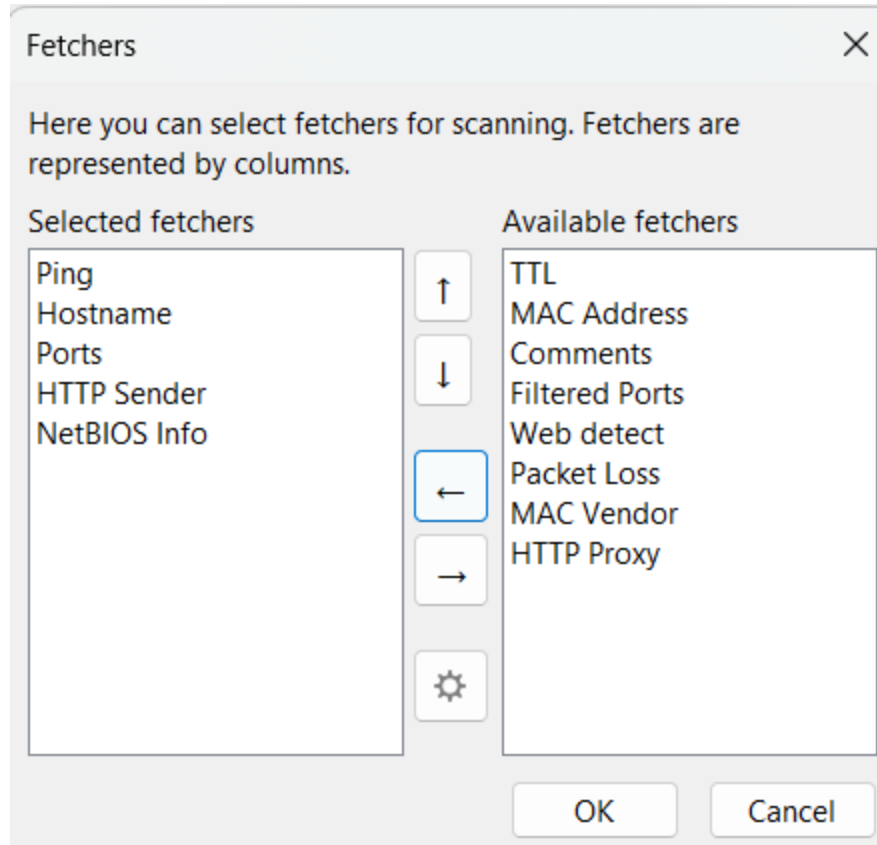 Fetchers
Here you can select fetchers for scanning. Fetchers are
represented by columns.
Selected fetchers
Ping
Hostname
Ports
HTTP Sender
NetBIOS Info
Available fetchers
TTL
MAC Address
Comments
Filtered Ports
Web detect
Packet Loss
MAC Vendor
HTTP Proxy
OK
Cancel